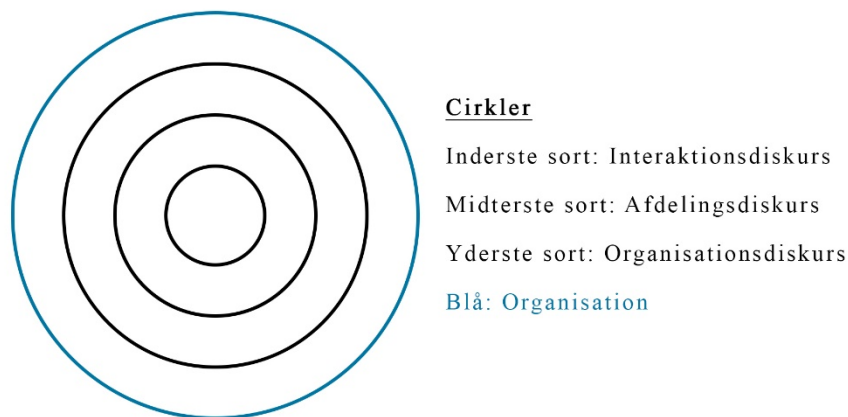 Cirkler
Inderste sort: Interaktionsdiskurs
Midterste sort: Afdelingsdiskurs
Yderste sort: Organisationsdiskurs
Blå: Organisation